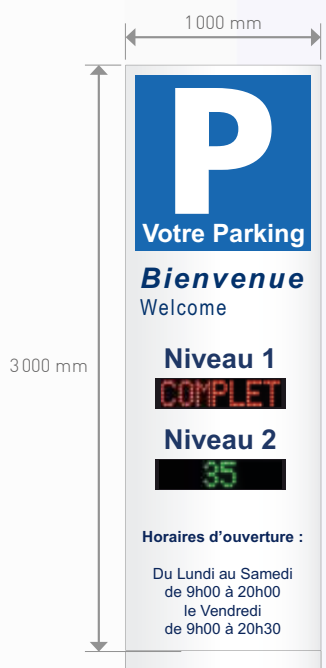 1000 mm
P
Votre Parking
Bienvenue
Welcome
3000 mm
Niveau 1
COMPLET
Niveau 2
35
Horaires d’ouverture :
Du Lundi au Samedi
de 9h00 à 20h00
le Vendredi
de 9h00 à 20h30